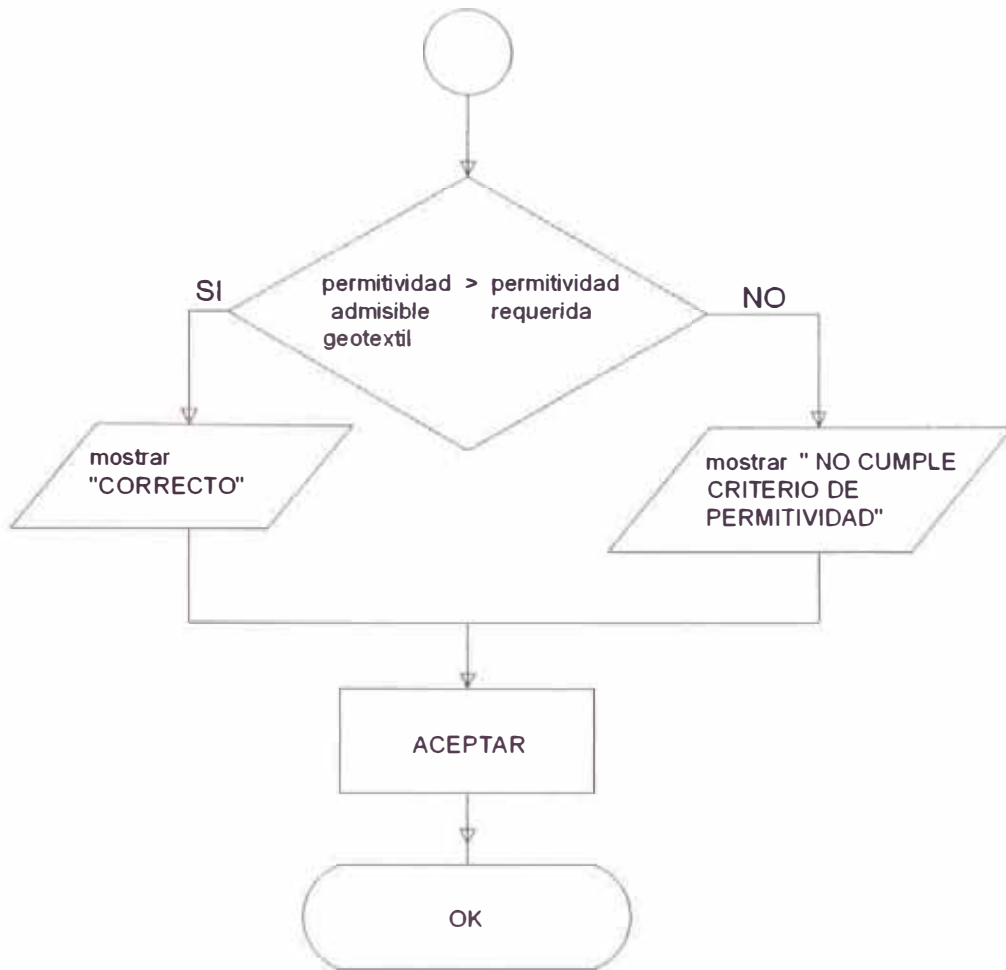 SI
permitividad > permitividad
admisible requerida
geotextil
NO
mostrar
"CORRECTO"
mostrar " NO CUMPLE
CRITERIO DE
PERMITIVIDAD"
ACEPTAR
OK